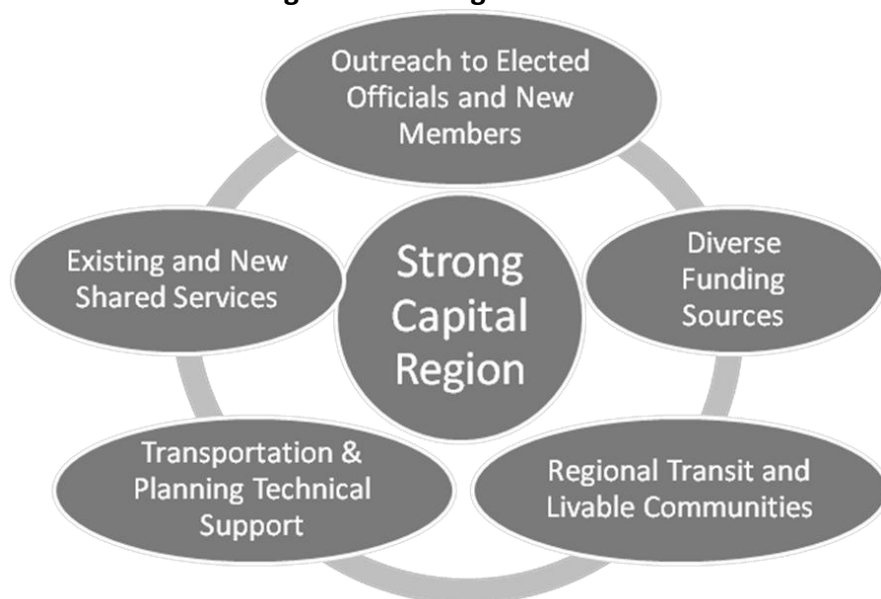 Outreach to Elected
Officials and New
Members
Existing and New
Shared Services
Strong
Capital
Region
Diverse
Funding
Sources
Transportation &
Planning Technical
Support
Regional Transit and
Livable Communities